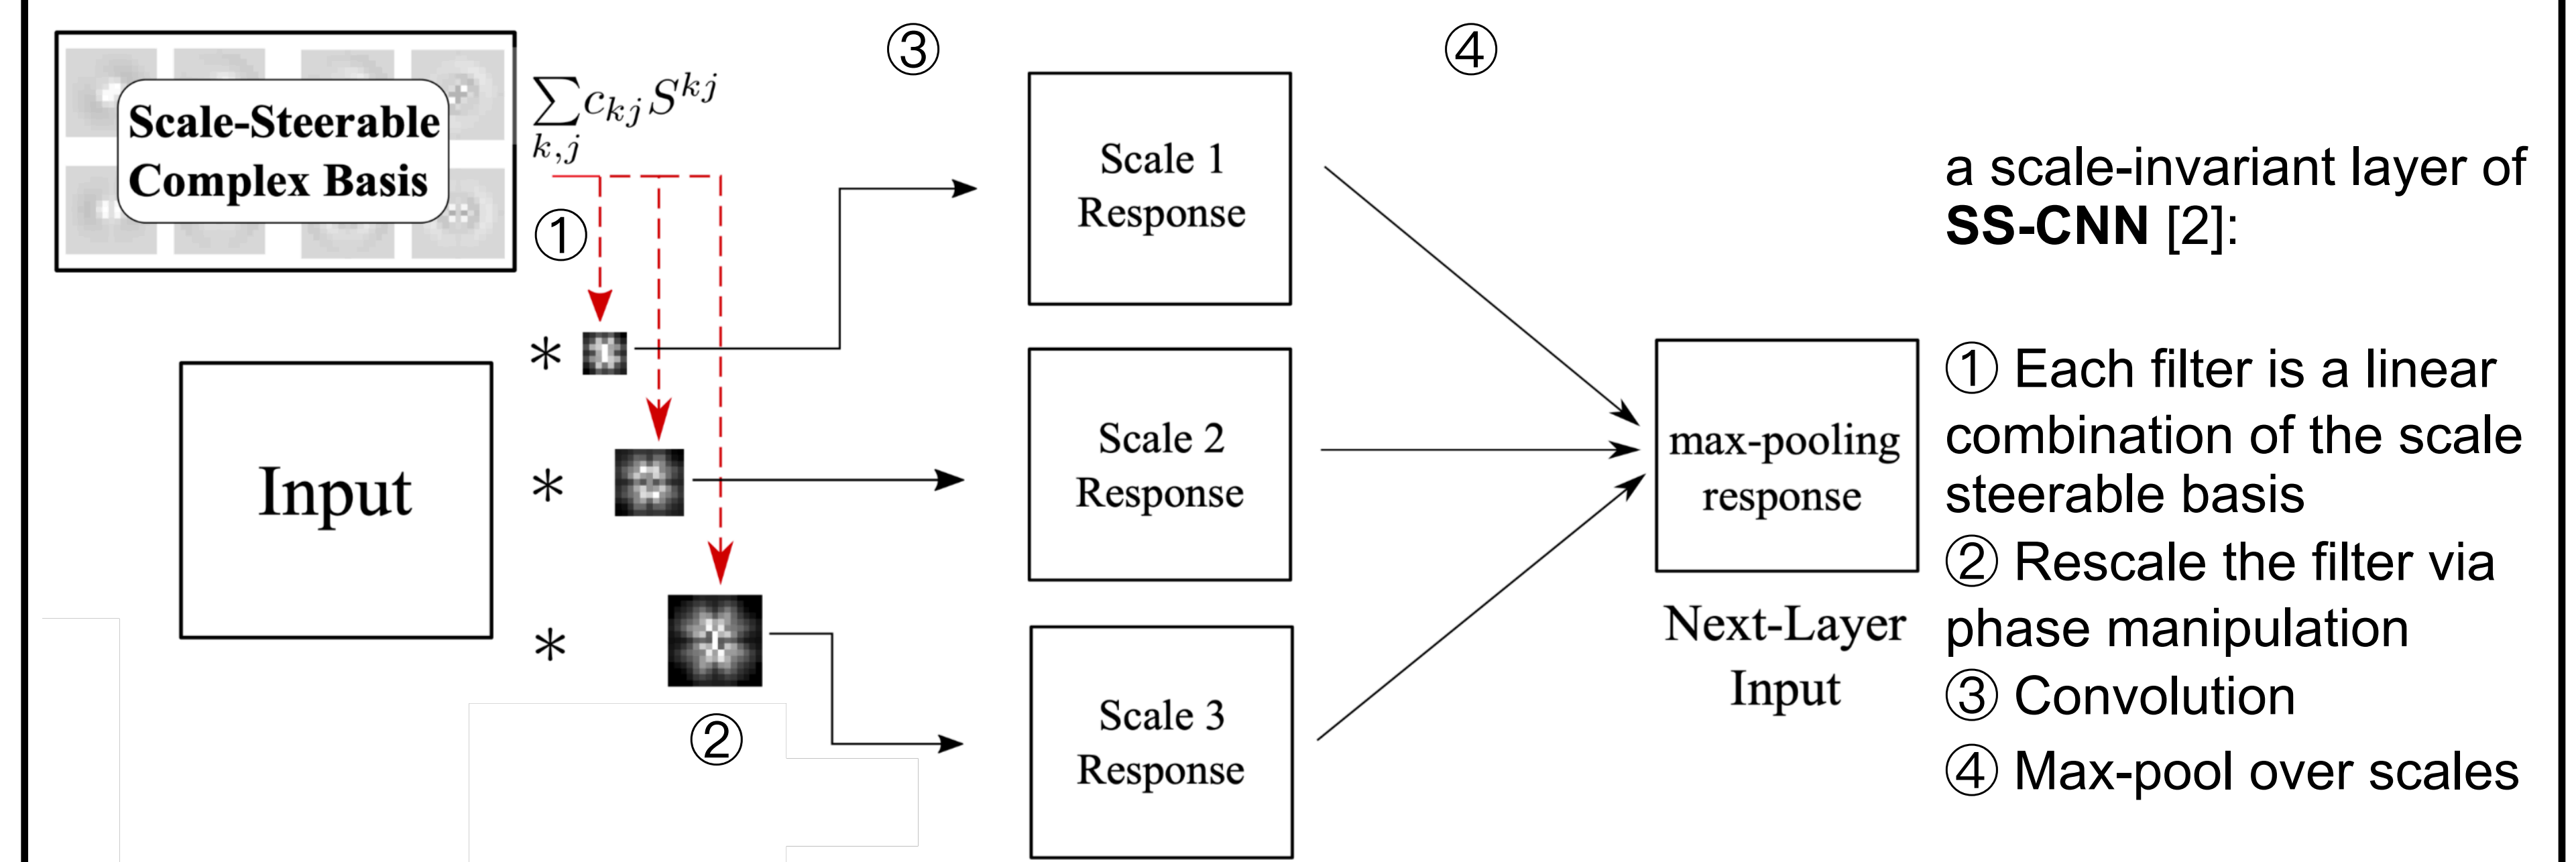 Scale-Steerable
Complex Basis
∑ c_{kj} S^{kj}
k,j
①
②
③
④
Input
*
*
*
Scale 1
Response
Scale 2
Response
Scale 3
Response
max-pooling
response
Next-Layer
Input
a scale-invariant layer of
SS-CNN [2]:
① Each filter is a linear
combination of the scale
steerable basis
② Rescale the filter via
phase manipulation
③ Convolution
④ Max-pool over scales